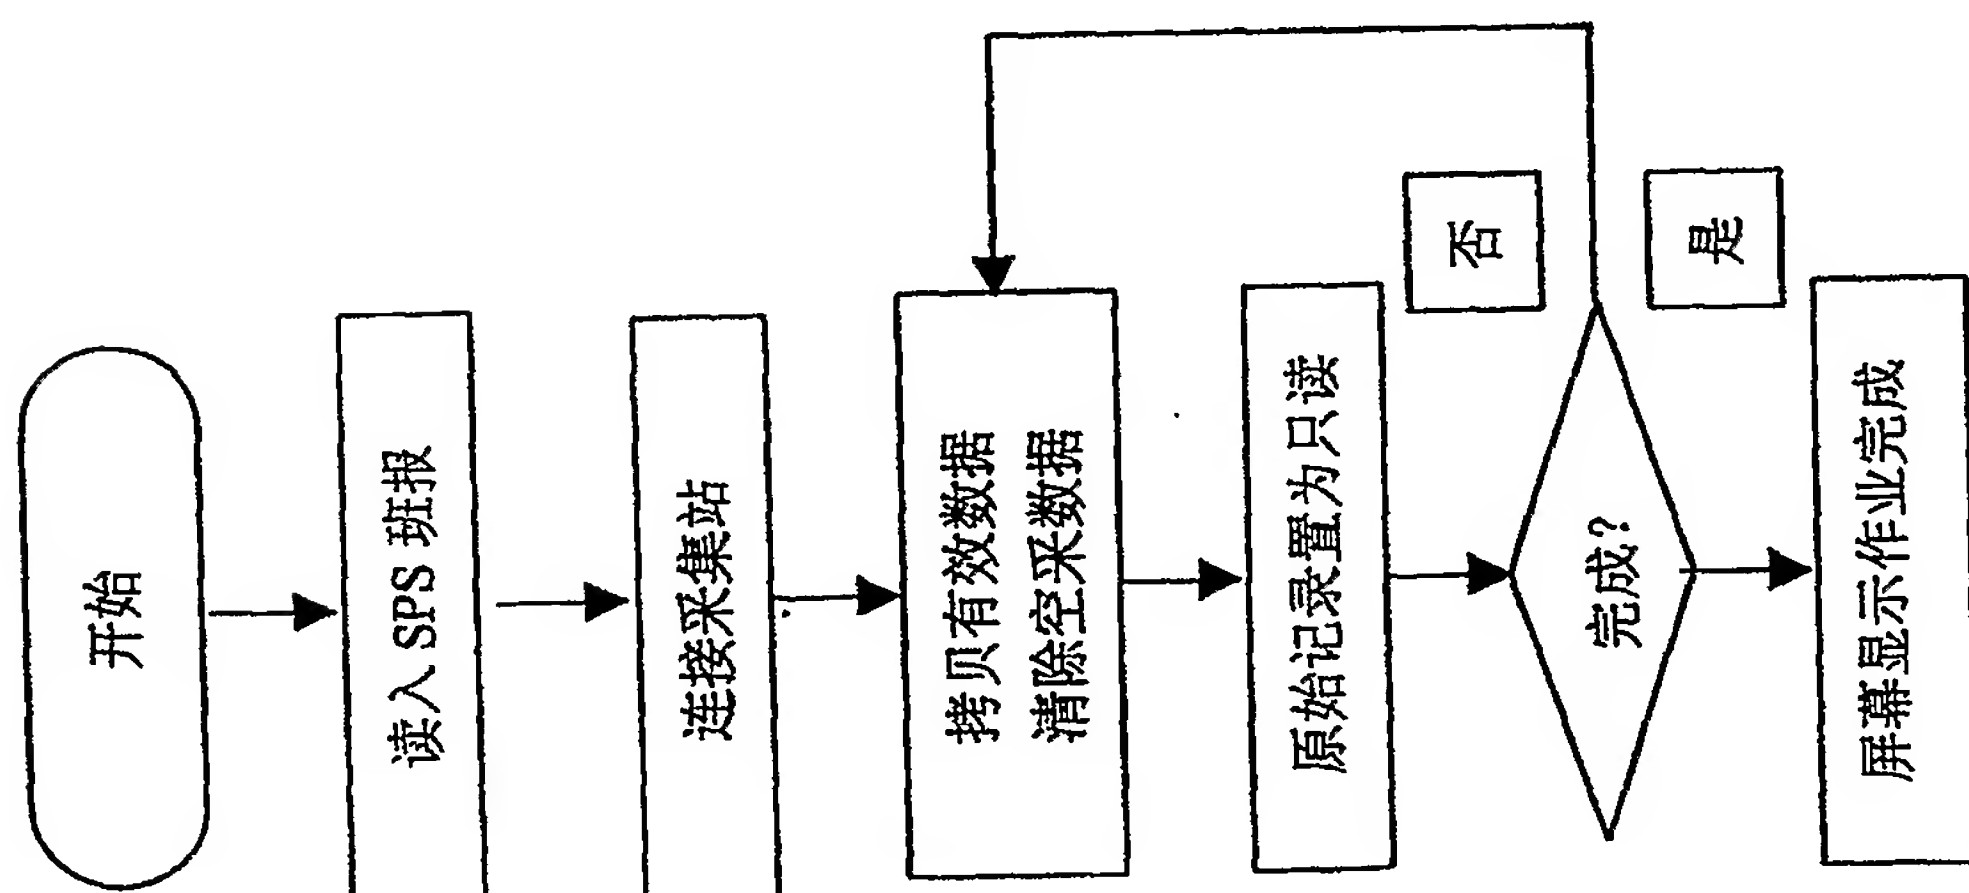 开始
读入 SPS 班报
连接采集站
拷贝有效数据
清除空采数据
原始记录置为只读
完成?
否
是
屏幕显示作业完成